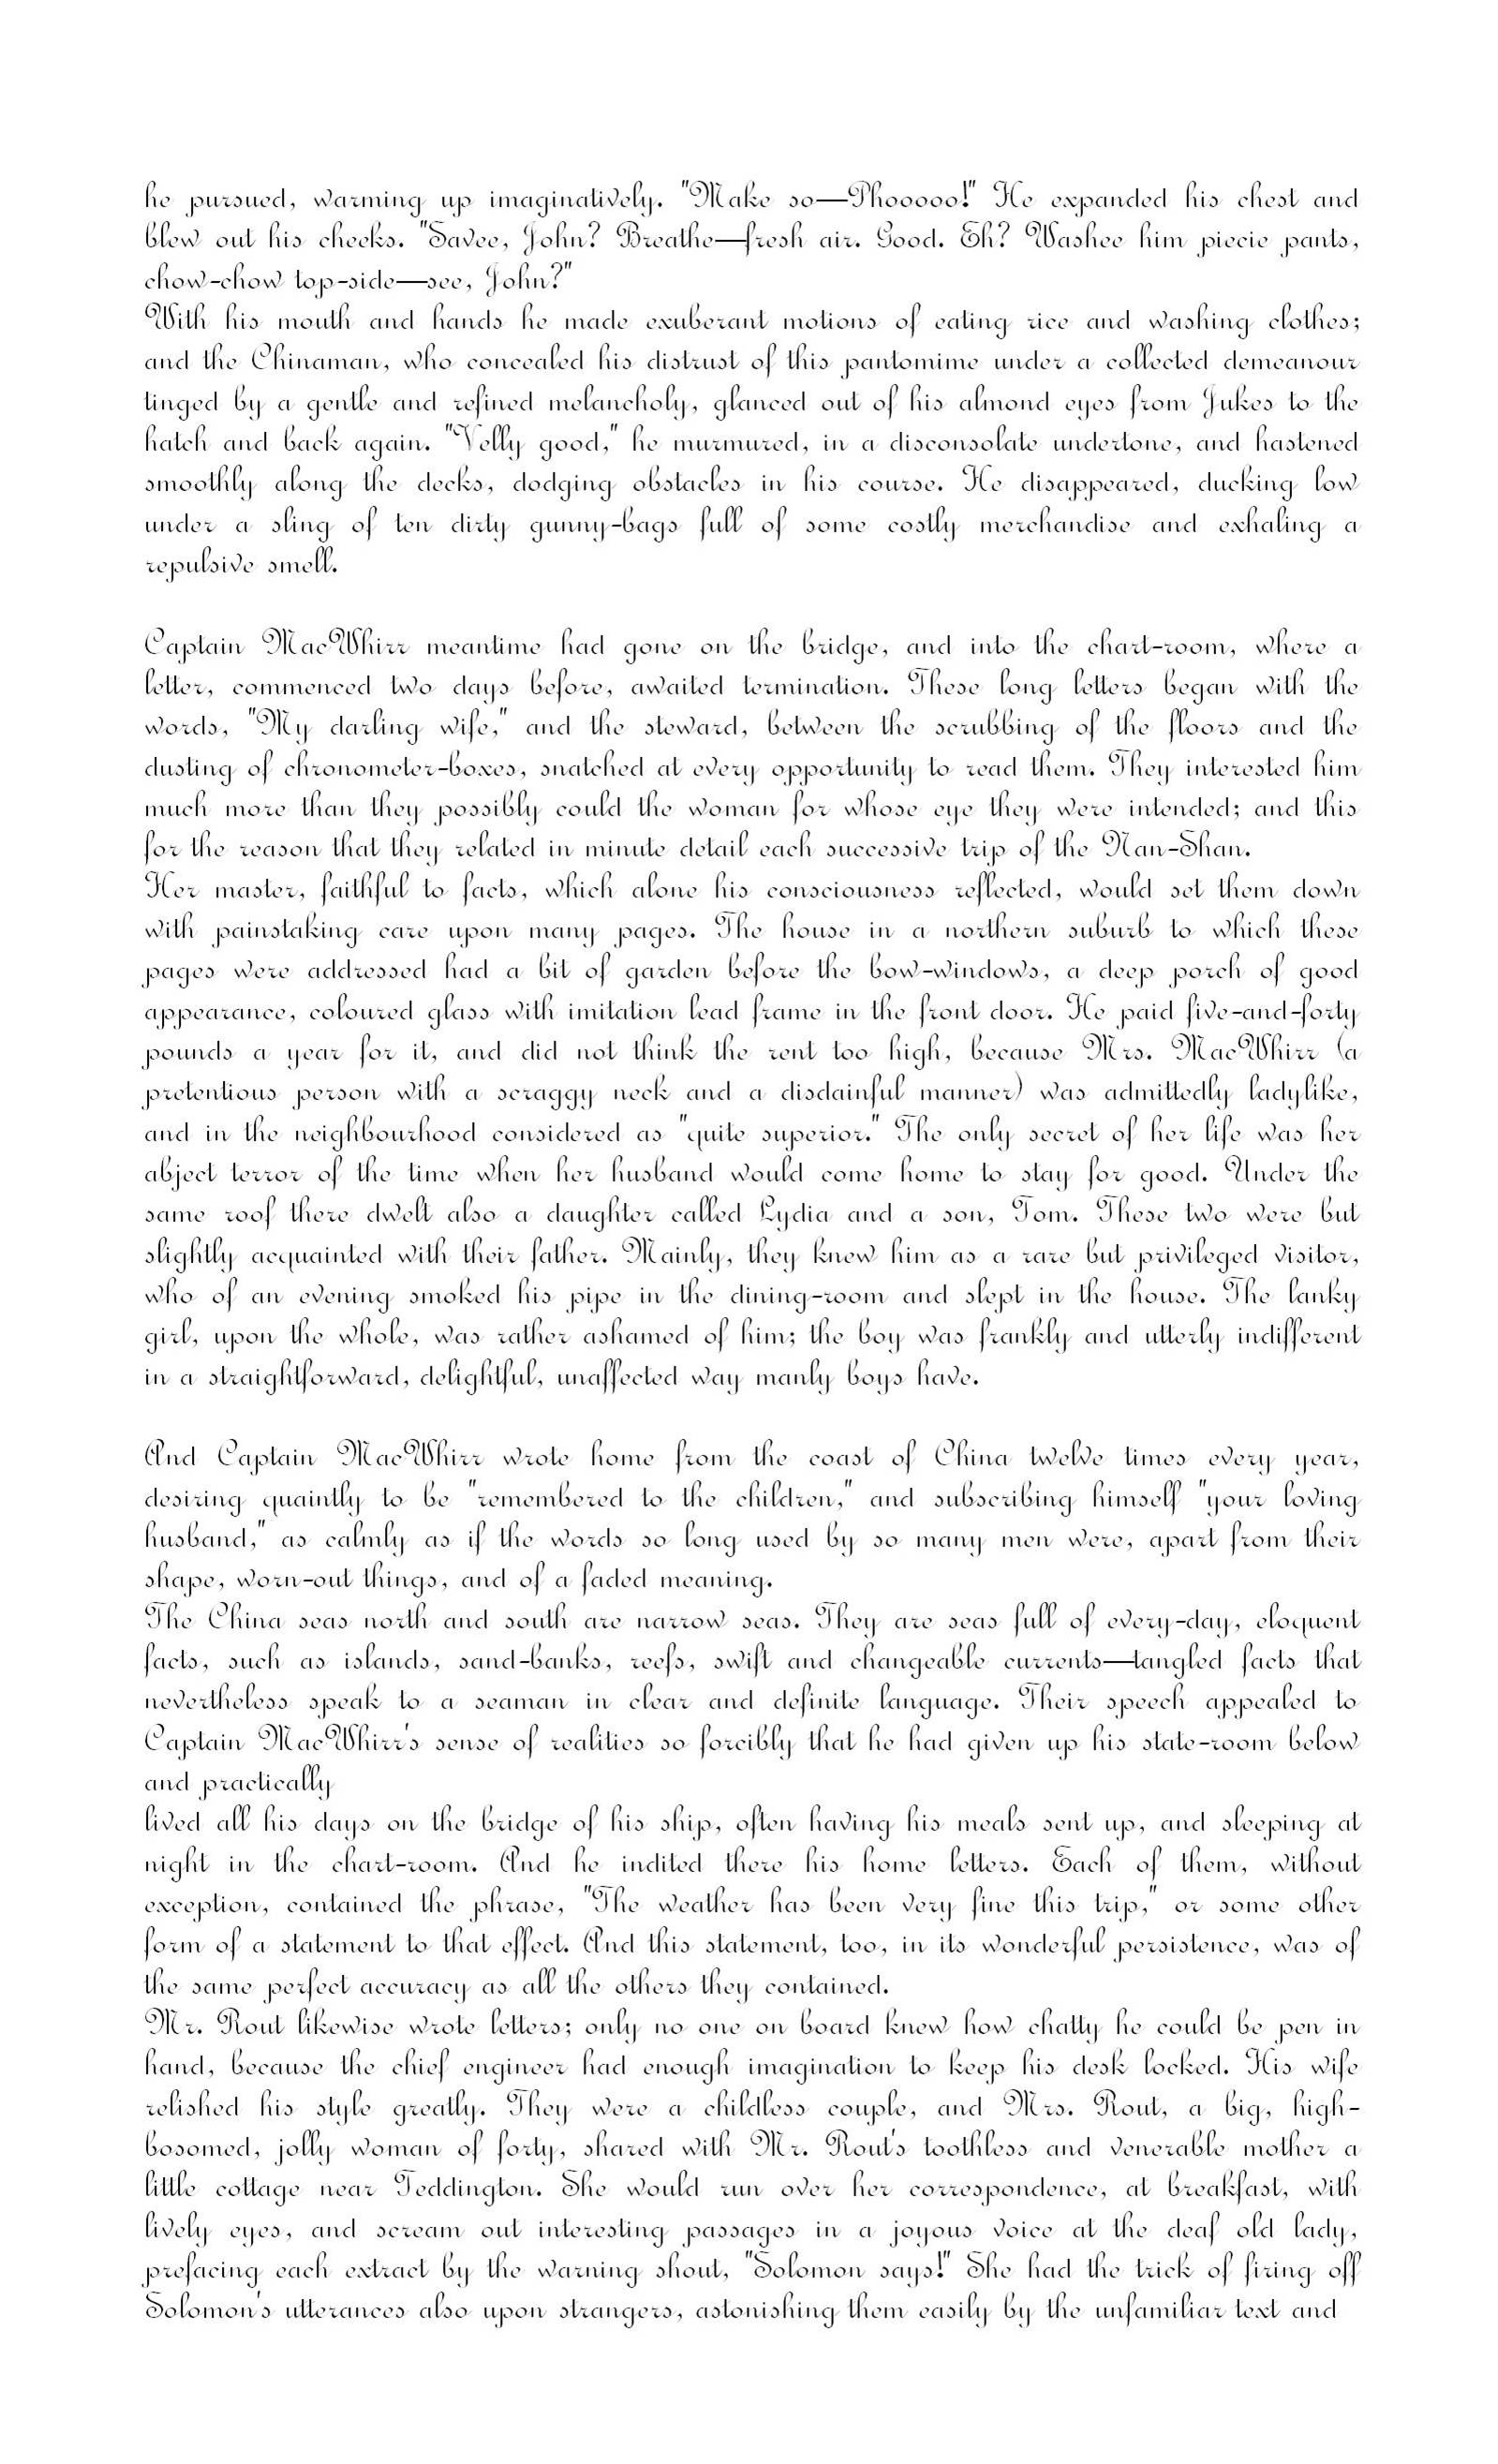 he pursued, warming up imaginatively. "Make so—Phooooo!" He expanded his chest and
blew out his cheeks. "Savee, John? Breathe—fresh air. Good. Eh? Washee him piecie pants,
chow-chow top-side—see, John?"
With his mouth and hands he made exuberant motions of eating rice and washing clothes;
and the Chinaman, who concealed his distrust of this pantomime under a collected demeanour
tinged by a gentle and refined melancholy, glanced out of his almond eyes from Jukes to the
hatch and back again. "Velly good," he murmured, in a disconsolate undertone, and hastened
smoothly along the decks, dodging obstacles in his course. He disappeared, ducking low
under a sling of ten dirty gunny-bags full of some costly merchandise and exhaling a
repulsive smell.
Captain MacWhirr meantime had gone on the bridge, and into the chart-room, where a
letter, commenced two days before, awaited termination. These long letters began with the
words, "My darling wife," and the steward, between the scrubbing of the floors and the
dusting of chronometer-boxes, snatched at every opportunity to read them. They interested him
much more than they possibly could the woman for whose eye they were intended; and this
for the reason that they related in minute detail each successive trip of the Nan-Shan.
Her master, faithful to facts, which alone his consciousness reflected, would set them down
with painstaking care upon many pages. The house in a northern suburb to which these
pages were addressed had a bit of garden before the bow-windows, a deep porch of good
appearance, coloured glass with imitation lead frame in the front door. He paid five-and-forty
pounds a year for it, and did not think the rent too high, because Mrs. MacWhirr (a
pretentious person with a scraggy neck and a disdainful manner) was admittedly ladylike,
and in the neighbourhood considered as "quite superior." The only secret of her life was her
abject terror of the time when her husband would come home to stay for good. Under the
same roof there dwelt also a daughter called Lydia and a son, Tom. These two were but
slightly acquainted with their father. Mainly, they knew him as a rare but privileged visitor,
who of an evening smoked his pipe in the dining-room and slept in the house. The lanky
girl, upon the whole, was rather ashamed of him; the boy was frankly and utterly indifferent
in a straightforward, delightful, unaffected way manly boys have.
And Captain MacWhirr wrote home from the coast of China twelve times every year,
desiring quaintly to be "remembered to the children," and subscribing himself "your loving
husband," as calmly as if the words so long used by so many men were, apart from their
shape, worn-out things, and of a faded meaning.
The China seas north and south are narrow seas. They are seas full of every-day, eloquent
facts, such as islands, sand-banks, reefs, swift and changeable currents—tangled facts that
nevertheless speak to a seaman in clear and definite language. Their speech appealed to
Captain MacWhirr's sense of realities so forcibly that he had given up his state-room below
and practically
lived all his days on the bridge of his ship, often having his meals sent up, and sleeping at
night in the chart-room. And he indited there his home letters. Each of them, without
exception, contained the phrase, "The weather has been very fine this trip," or some other
form of a statement to that effect. And this statement, too, in its wonderful persistence, was of
the same perfect accuracy as all the others they contained.
Mr. Rout likewise wrote letters; only no one on board knew how chatty he could be pen in
hand, because the chief engineer had enough imagination to keep his desk locked. His wife
relished his style greatly. They were a childless couple, and Mrs. Rout, a big, high-
bosomed, jolly woman of forty, shared with Mr. Rout's toothless and venerable mother a
little cottage near Teddington. She would run over her correspondence, at breakfast, with
lively eyes, and scream out interesting passages in a joyous voice at the deaf old lady,
prefacing each extract by the warning shout, "Solomon says!" She had the trick of firing off
Solomon's utterances also upon strangers, astonishing them easily by the unfamiliar text and